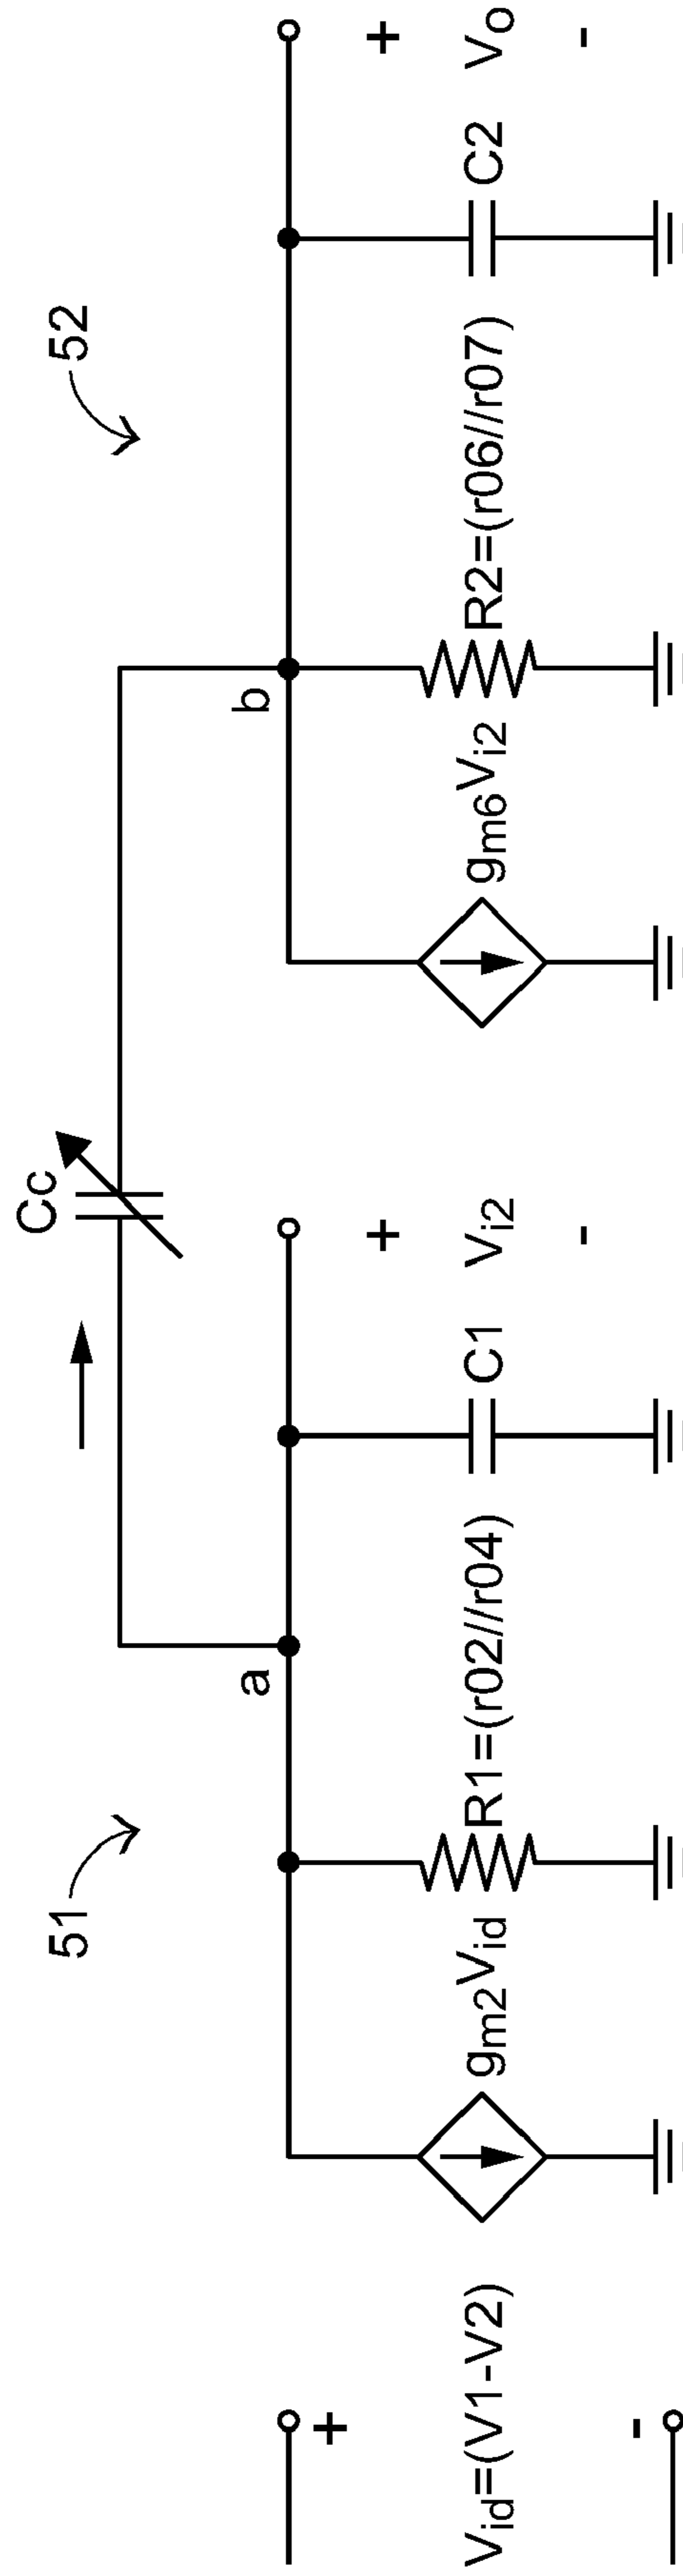 51
52
Cc
a
b
+
+
+
Vid=(V1-V2)
gm2Vid
R1=(r02//r04)
C1
Vi2
gm6Vi2
R2=(r06//r07)
C2
Vo
-
-
-